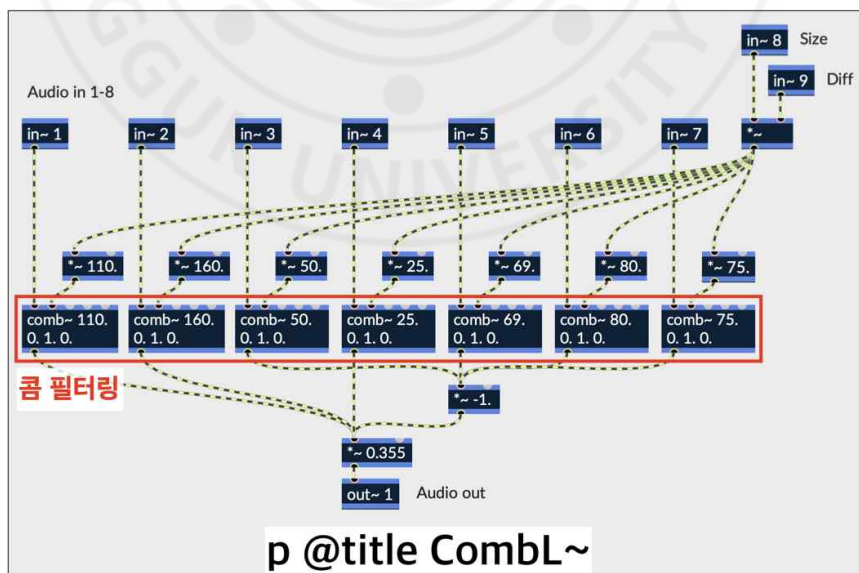 GGUK UNIVERSITY
in~ 8 Size
in~ 9 Diff
Audio in 1-8
in~ 1 in~ 2 in~ 3 in~ 4 in~ 5 in~ 6 in~ 7 *~
*~ 110. *~ 160. *~ 50. *~ 25. *~ 69. *~ 80. *~ 75.
comb~ 110. comb~ 160. comb~ 50. comb~ 25. comb~ 69. comb~ 80. comb~ 75.
0. 1. 0. 0. 1. 0. 0. 1. 0. 0. 1. 0. 0. 1. 0. 0. 1. 0. 0. 1. 0.
콤 필터링
*~ -1.
*~ 0.355
out~ 1 Audio out
p @title CombL~